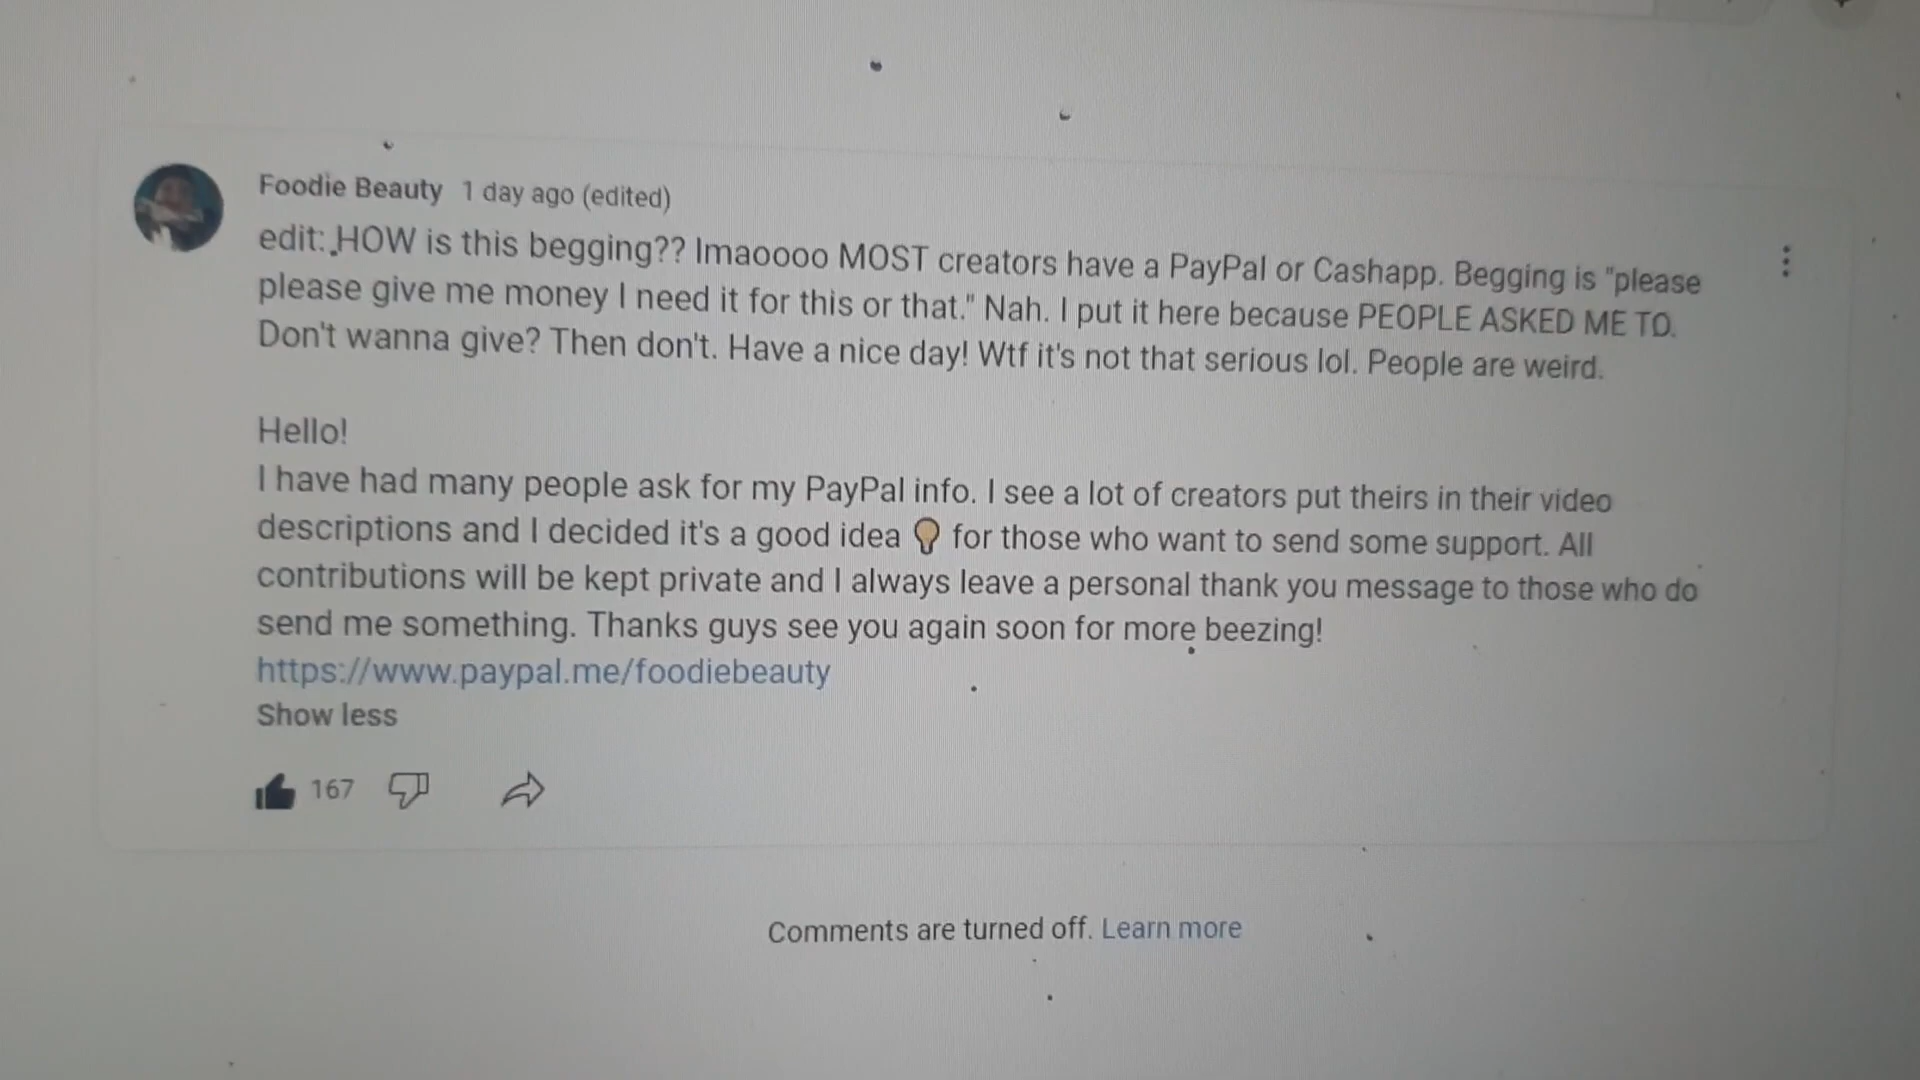 Foodie Beauty 1 day ago (edited)
edit: HOW is this begging?? lmaoooo MOST creators have a PayPal or Cashapp. Begging is "please
please give me money I need it for this or that." Nah. I put it here because PEOPLE ASKED ME TO.
Don't wanna give? Then don't. Have a nice day! Wtf it's not that serious lol. People are weird.
Hello!
I have had many people ask for my PayPal info. I see a lot of creators put theirs in their video
descriptions and I decided it's a good idea 💡 for those who want to send some support. All
contributions will be kept private and I always leave a personal thank you message to those who do
send me something. Thanks guys see you again soon for more beezing!
https://www.paypal.me/foodiebeauty
Show less
167
Comments are turned off. Learn more